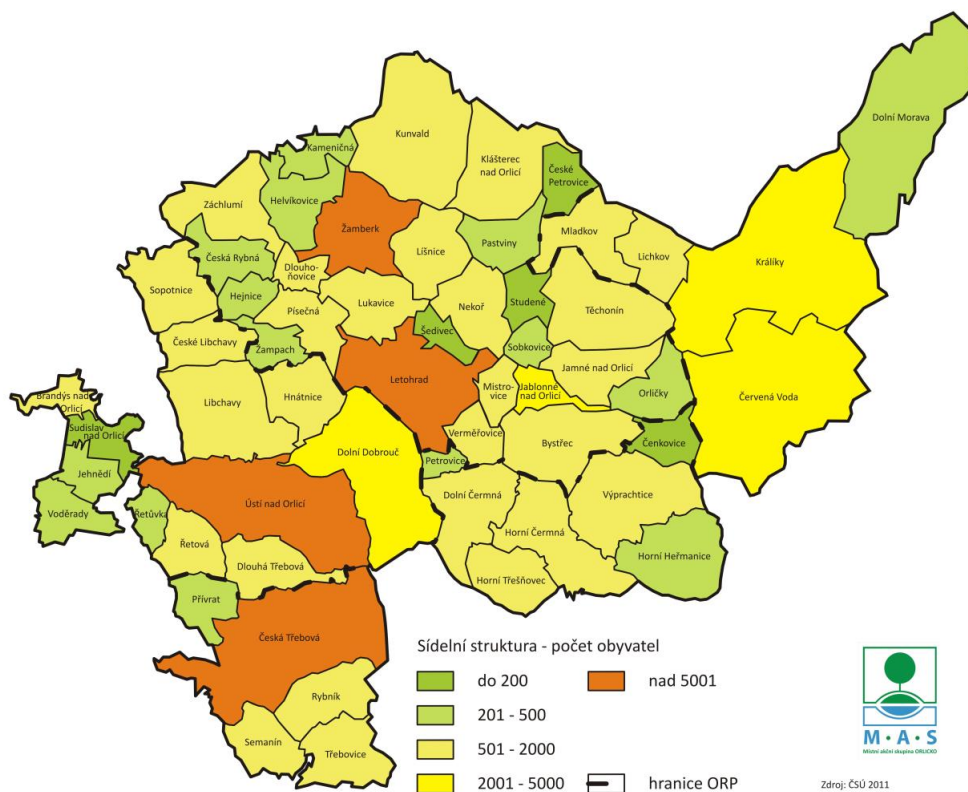 Dolní Morava
Kunvald
Kameničná
Klášterec
nad Orlicí
České
Petrovice
Záchlumí
Helvíkovice
Žamberk
Mladkov
Líšnice
Pastviny
Lichkov
Králíky
Česká Rybná
Dlouho-
ňovice
Sopotnice
Hejnice
Písečná
Lukavice
Nekoř
Studené
Těchonín
České Libchavy
Žampach
Šedivec
Sobkovice
Jamné nad Orlicí
Letohrad
Mistro-
vice
Jablonné
nad Orlicí
Orličky
Červená Voda
Brandýs nad
Orlicí
Libchavy
Hnátnice
Sudislav
nad Orlicí
Verměřovice
Bystřec
Čenkovice
Dolní Dobrouč
Petrovice
Jehnědí
Dolní Čermná
Výprachtice
Voděrady
Řetůvka
Ústí nad Orlicí
Horní Čermná
Řetová
Dlouhá Třebová
Horní Heřmanice
Horní Třešňovec
Přívrat
Česká Třebová
Rybník
Semanín
Třebovice
Sídelní struktura - počet obyvatel
do 200
nad 5001
201 - 500
501 - 2000
2001 - 5000
hranice ORP
M · A · S
Místní akční skupina ORLICKO
Zdroj: ČSÚ 2011